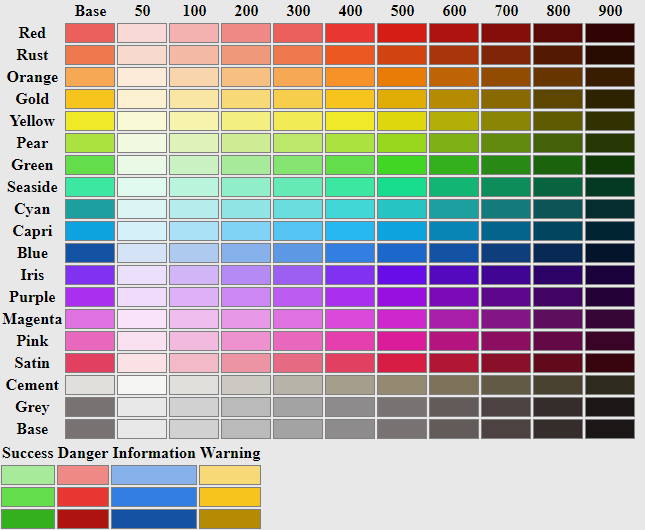 Base 50 100 200 300 400 500 600 700 800 900
Red
Rust
Orange
Gold
Yellow
Pear
Green
Seaside
Cyan
Capri
Blue
Iris
Purple
Magenta
Pink
Satin
Cement
Grey
Base
Success Danger Information Warning